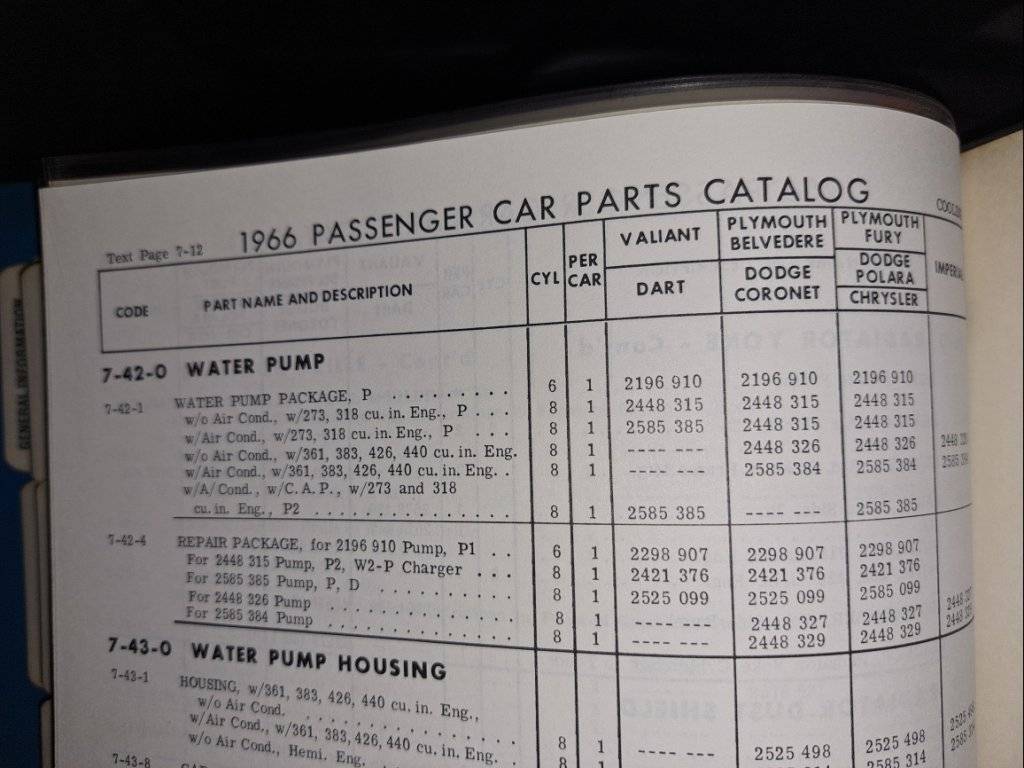 GENERAL INFORMATION
Text Page 7-12 1966 PASSENGER CAR PARTS CATALOG
CODE PART NAME AND DESCRIPTION CYL PER CAR VALIANT DART PLYMOUTH BELVEDERE DODGE CORONET PLYMOUTH FURY DODGE POLARA CHRYSLER IMPERIAL
7-42-0 WATER PUMP
7-42-1 WATER PUMP PACKAGE, P . . . . . . . . . 6 1 2196 910 2196 910 2196 910
w/o Air Cond., w/273, 318 cu. in. Eng., P . . . 8 1 2448 315 2448 315 2448 315
w/Air Cond., w/273, 318 cu. in. Eng., P . . . 8 1 2585 385 2448 315 2448 315
w/o Air Cond., w/361, 383, 426, 440 cu. in Eng. 8 1 ---- --- 2448 326 2448 326
w/Air Cond., w/361, 383, 426, 440 cu. in. Eng. . 8 1 ---- --- 2585 384 2585 384
w/A/Cond., w/C.A.P., w/273 and 318
cu. in. Eng., P2 . . . . . . . . . . . . . 8 1 2585 385 ---- --- 2585 385
7-42-4 REPAIR PACKAGE, for 2196 910 Pump, P1 . . 6 1 2298 907 2298 907 2298 907
For 2448 315 Pump, P2, W2-P Charger . . . 8 1 2421 376 2421 376 2421 376
For 2585 385 Pump, P, D . . . . . . . . . . 8 1 2525 099 2525 099 2585 099
For 2448 326 Pump . . . . . . . . . . . . . 8 1 ---- --- 2448 327 2448 327
For 2585 384 Pump . . . . . . . . . . . . . 8 1 ---- --- 2448 329 2448 329
7-43-0 WATER PUMP HOUSING
7-43-1 HOUSING, w/361, 383, 426, 440 cu. in. Eng.,
w/o Air Cond. . . . . . . . . . . . . . . 8 1 ---- --- 2525 498 2525 498
w/Air Cond., w/361, 383, 426, 440 cu. in. Eng. 8 1
w/o Air Cond., Hemi. Eng. . . .
7-43-8